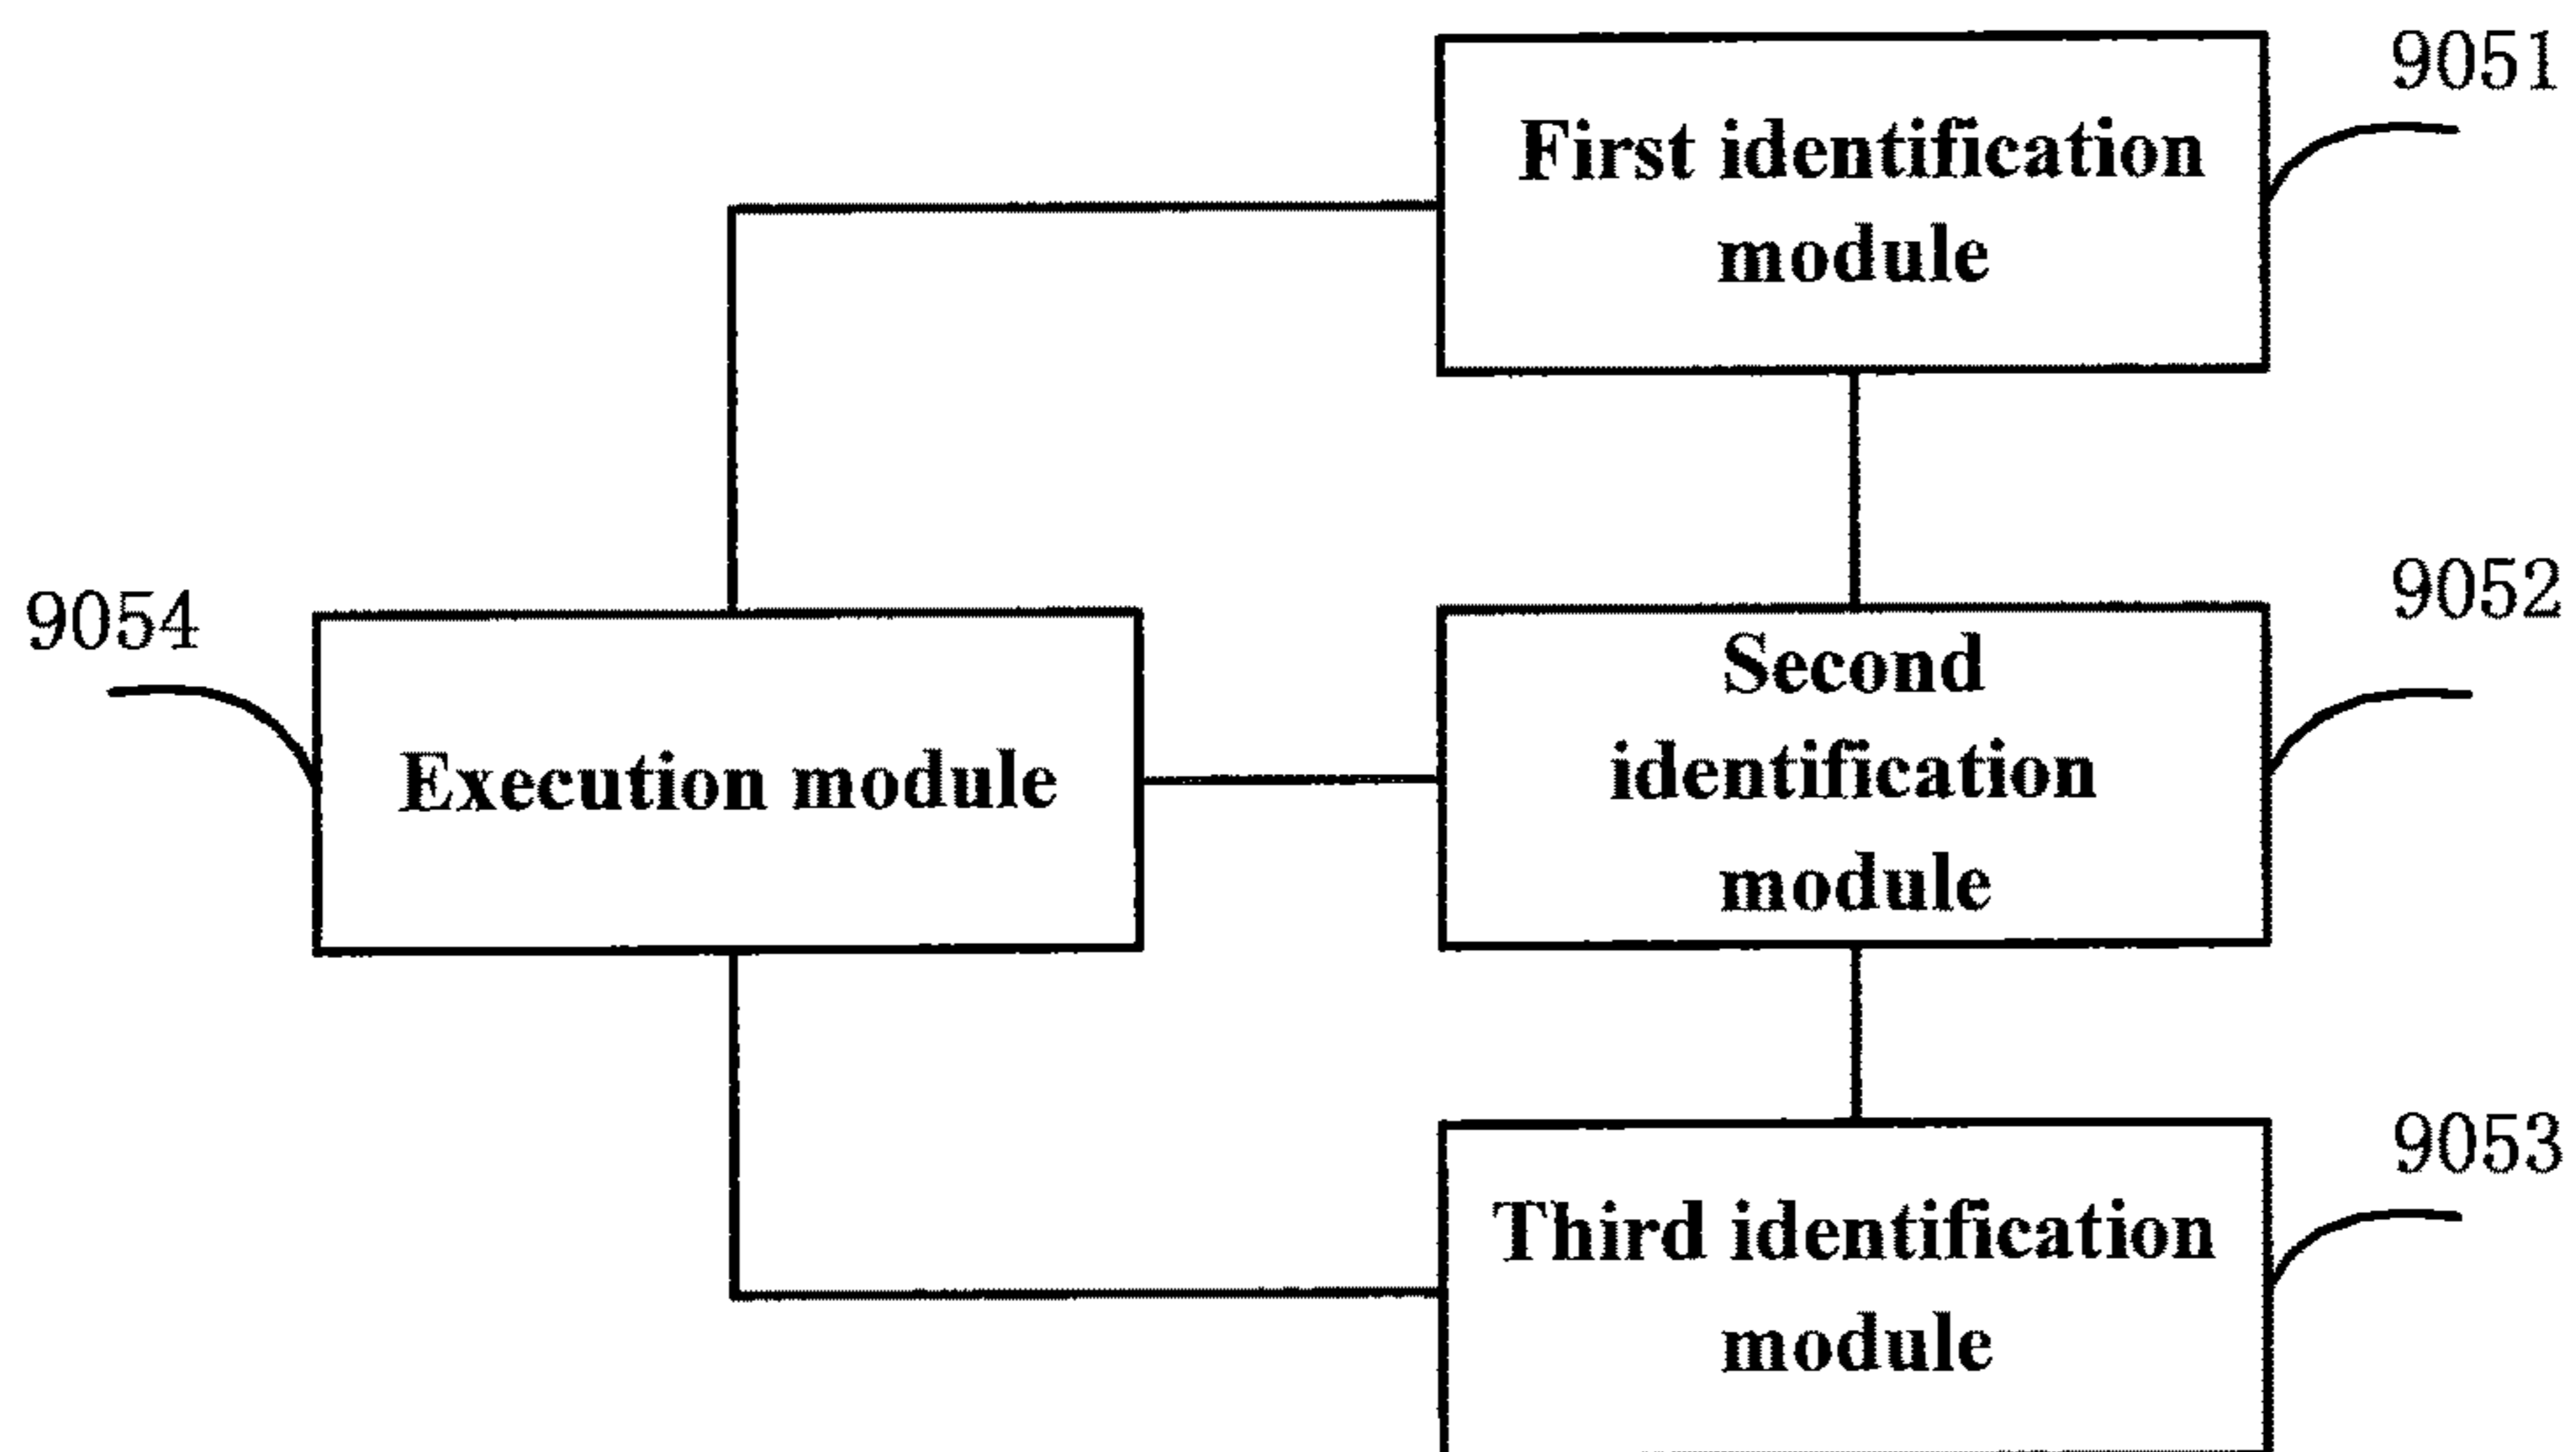 9051
First identification
module
9052
9054
Second
identification
module
Execution module
9053
Third identification
module